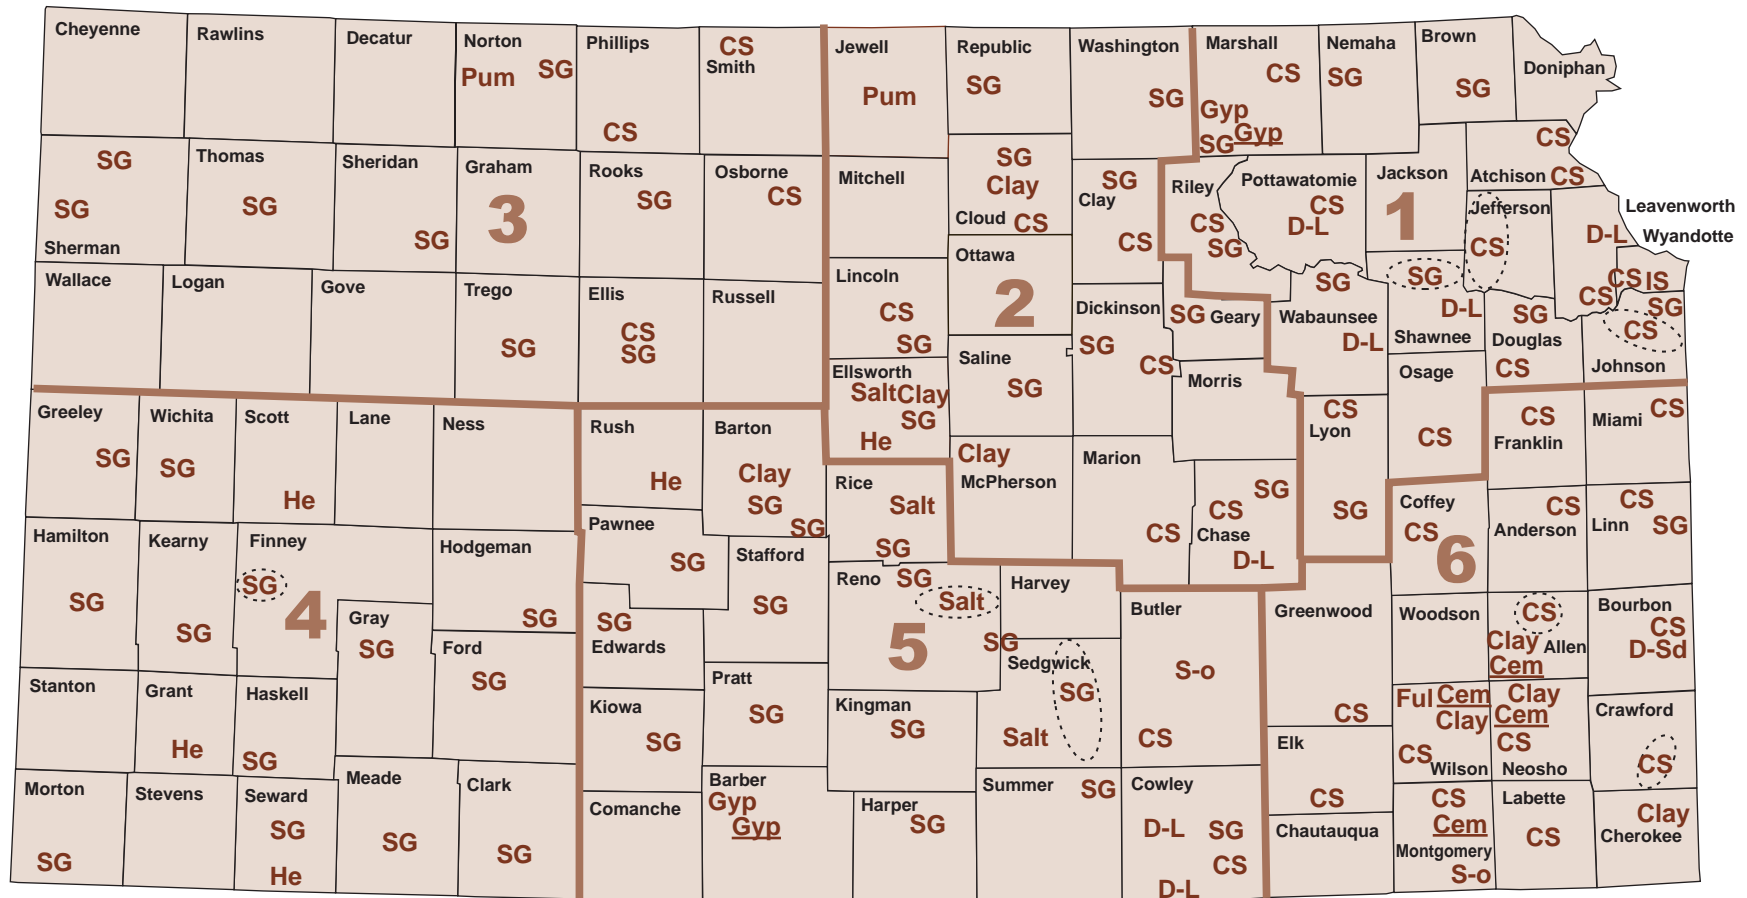 Cheyenne
Rawlins
Decatur
Norton
Pum SG
Phillips
CS
CS
Smith
Jewell
Pum
Republic
SG
Washington
SG
Marshall
CS
Gyp
SG Gyp
Nemaha
SG
Brown
SG
Doniphan
SG
SG
Sherman
Thomas
SG
Sheridan
SG
Graham
3
Rooks
SG
Osborne
CS
Mitchell
SG
Clay
Cloud CS
SG
Clay
CS
Riley
CS
SG
Pottawatomie
CS
D-L
Jackson
1
CS
Atchison CS
Jefferson
CS
Leavenworth
D-L
Wyandotte
CS IS
CS
Wallace
Logan
Gove
Trego
SG
Ellis
CS
SG
Russell
Lincoln
CS
SG
Ottawa
2
Dickinson
SG
CS
SG Geary
SG
Wabaunsee
D-L
SG
D-L
Shawnee
SG
Douglas
CS
SG
CS
Johnson
Ellsworth
Salt Clay
SG
He
Saline
SG
Morris
Osage
CS
Greeley
SG
Wichita
SG
Scott
He
Lane
Ness
Rush
He
Barton
Clay
SG
SG
Rice
Salt
SG
Clay
McPherson
Marion
CS
SG
CS
Chase
D-L
CS
Lyon
SG
CS
Franklin
Miami CS
Hamilton
SG
Kearny
SG
Finney
SG
4
Hodgeman
SG
Pawnee
SG
Stafford
SG
Reno SG
Salt
SG
5
Harvey
Coffey
CS
6
CS
Anderson
CS
Linn SG
Gray
SG
Ford
SG
SG
Edwards
Sedgwick
SG
Salt
Butler
S-o
CS
Greenwood
CS
Woodson
CS
Clay Allen
Cem
Bourbon
CS
D-Sd
Stanton
Grant
He
Haskell
SG
Kiowa
SG
Pratt
SG
Kingman
SG
Elk
CS
Ful Cem
Clay
CS
Wilson
Clay
Cem
CS
Neosho
Crawford
CS
Morton
SG
Stevens
Seward
SG
He
Meade
SG
Clark
SG
Comanche
Barber
Gyp
Gyp
Harper
SG
Summer SG
Cowley
D-L SG
CS
D-L
Chautauqua
CS
Cem
Montgomery
S-o
Labette
CS
Clay
Cherokee